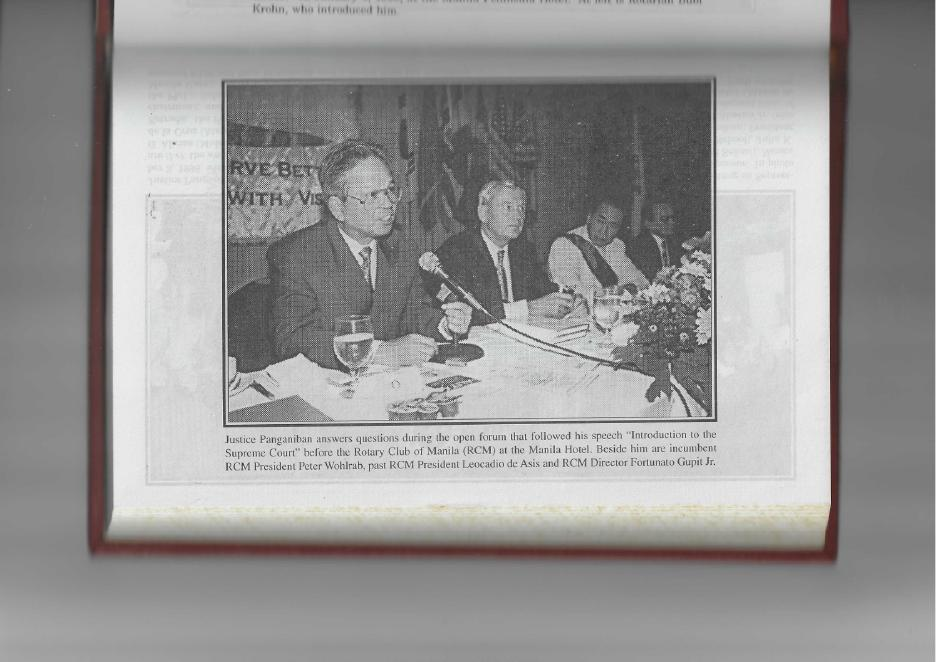 Krohn, who introduced him.
RVE BET
WITH VIS
Justice Panganiban answers questions during the open forum that followed his speech "Introduction to the
Supreme Court" before the Rotary Club of Manila (RCM) at the Manila Hotel. Beside him are incumbent
RCM President Peter Wohlrab, past RCM President Leocadio de Asis and RCM Director Fortunato Gupit Jr.